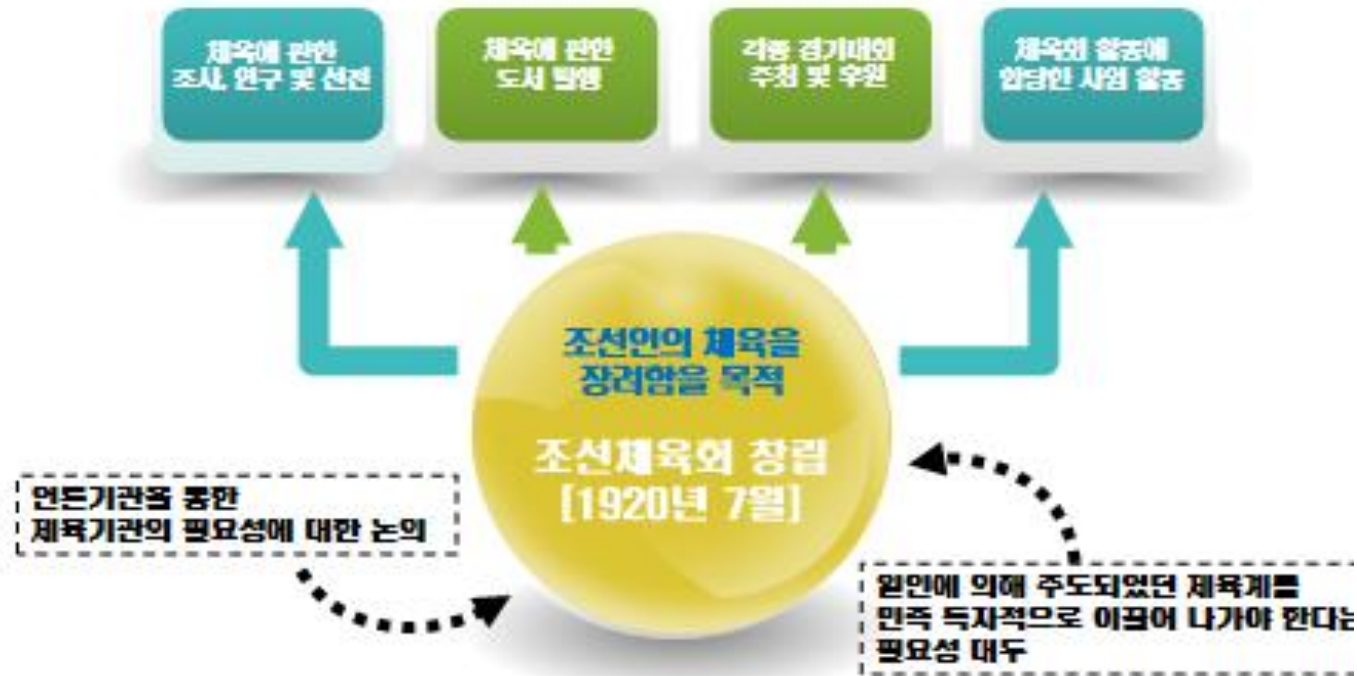 체육에 관한
조사, 연구 및 선전
체육에 관한
도서 발행
각종 경기대회
주최 및 후원
체육회 활동에
합당한 사업 활동
조선인의 체육을
장려함을 목적
조선체육회 창립
[1920년 7월]
언론기관을 통한
체육기관의 필요성에 대한 논의
일인에 의해 주도되었던 체육계를
민족 독자적으로 이끌어 나가야 한다는
필요성 대두